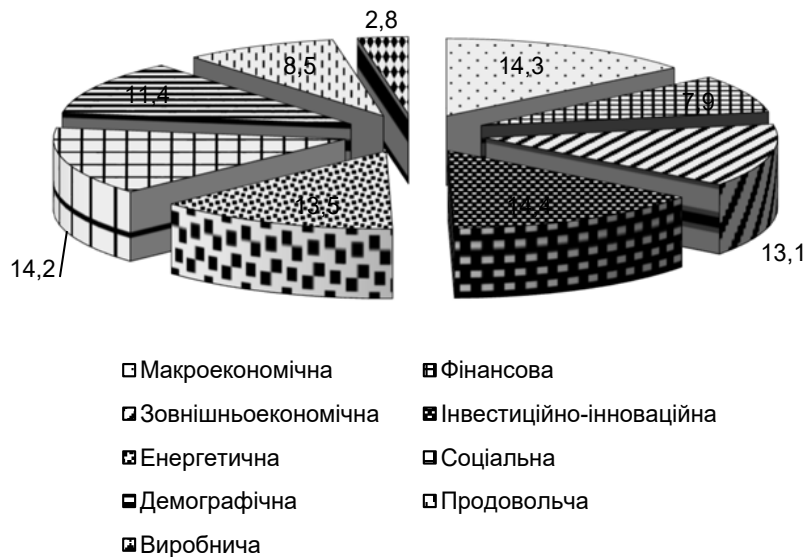 2,8
8,5
14,3
11,4
7,9
13,5
14,4
14,2
13,1
Макроекономічна
Фінансова
Зовнішньоекономічна
Інвестиційно-інноваційна
Енергетична
Соціальна
Демографічна
Продовольча
Виробнича